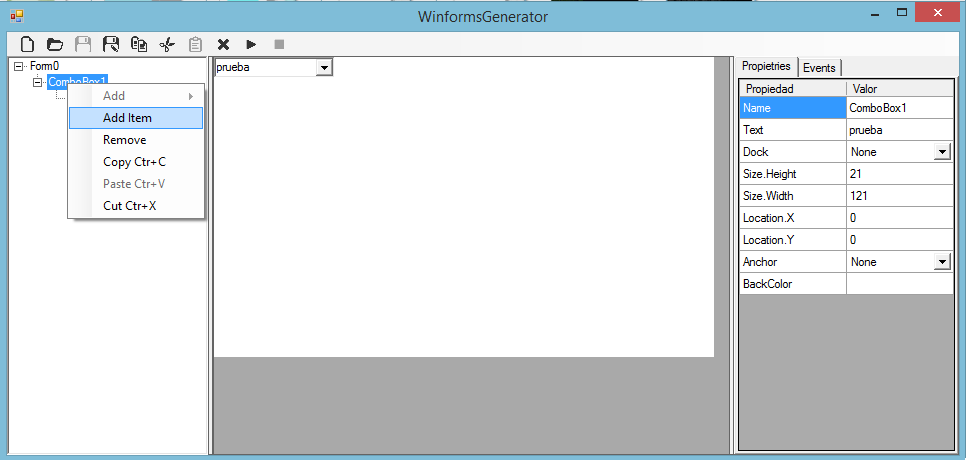 WinformsGenerator
Form0
ComboBox1
Add
Add Item
Remove
Copy Ctr+C
Paste Ctr+V
Cut Ctr+X
prueba
Propietries Events
Propiedad Valor
Name ComboBox1
Text prueba
Dock None
Size.Height 21
Size.Width 121
Location.X 0
Location.Y 0
Anchor None
BackColor